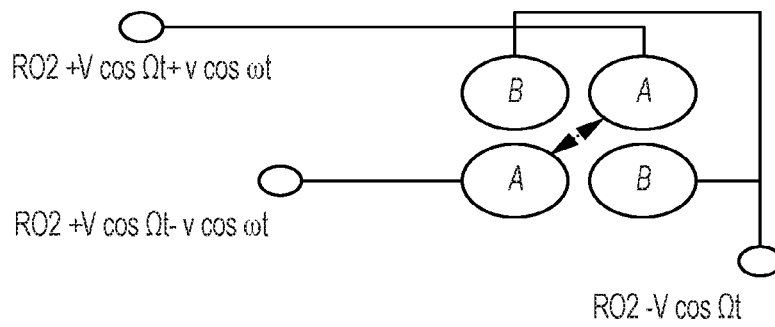 RO2 +V cos Ωt+ v cos ωt
B A
A B
RO2 +V cos Ωt- v cos ωt
RO2 -V cos Ωt